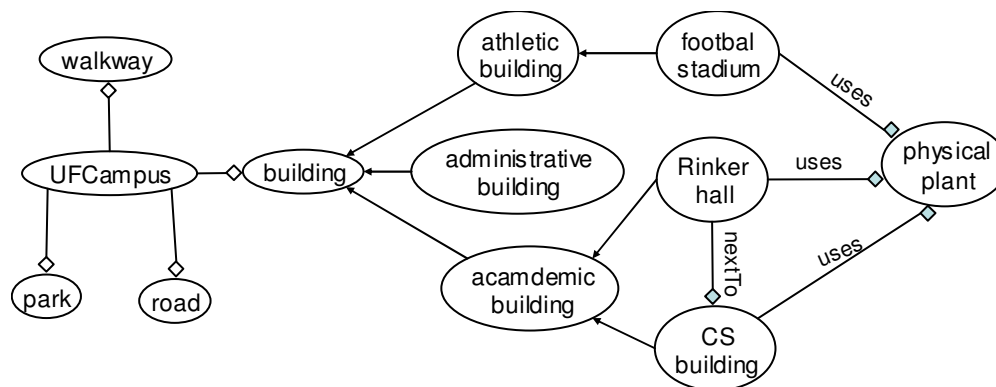 walkway
UFCampus
park
road
building
athletic
building
administrative
building
acamdemic
building
footbal
stadium
Rinker
hall
CS
building
uses
uses
uses
nextTo
physical
plant